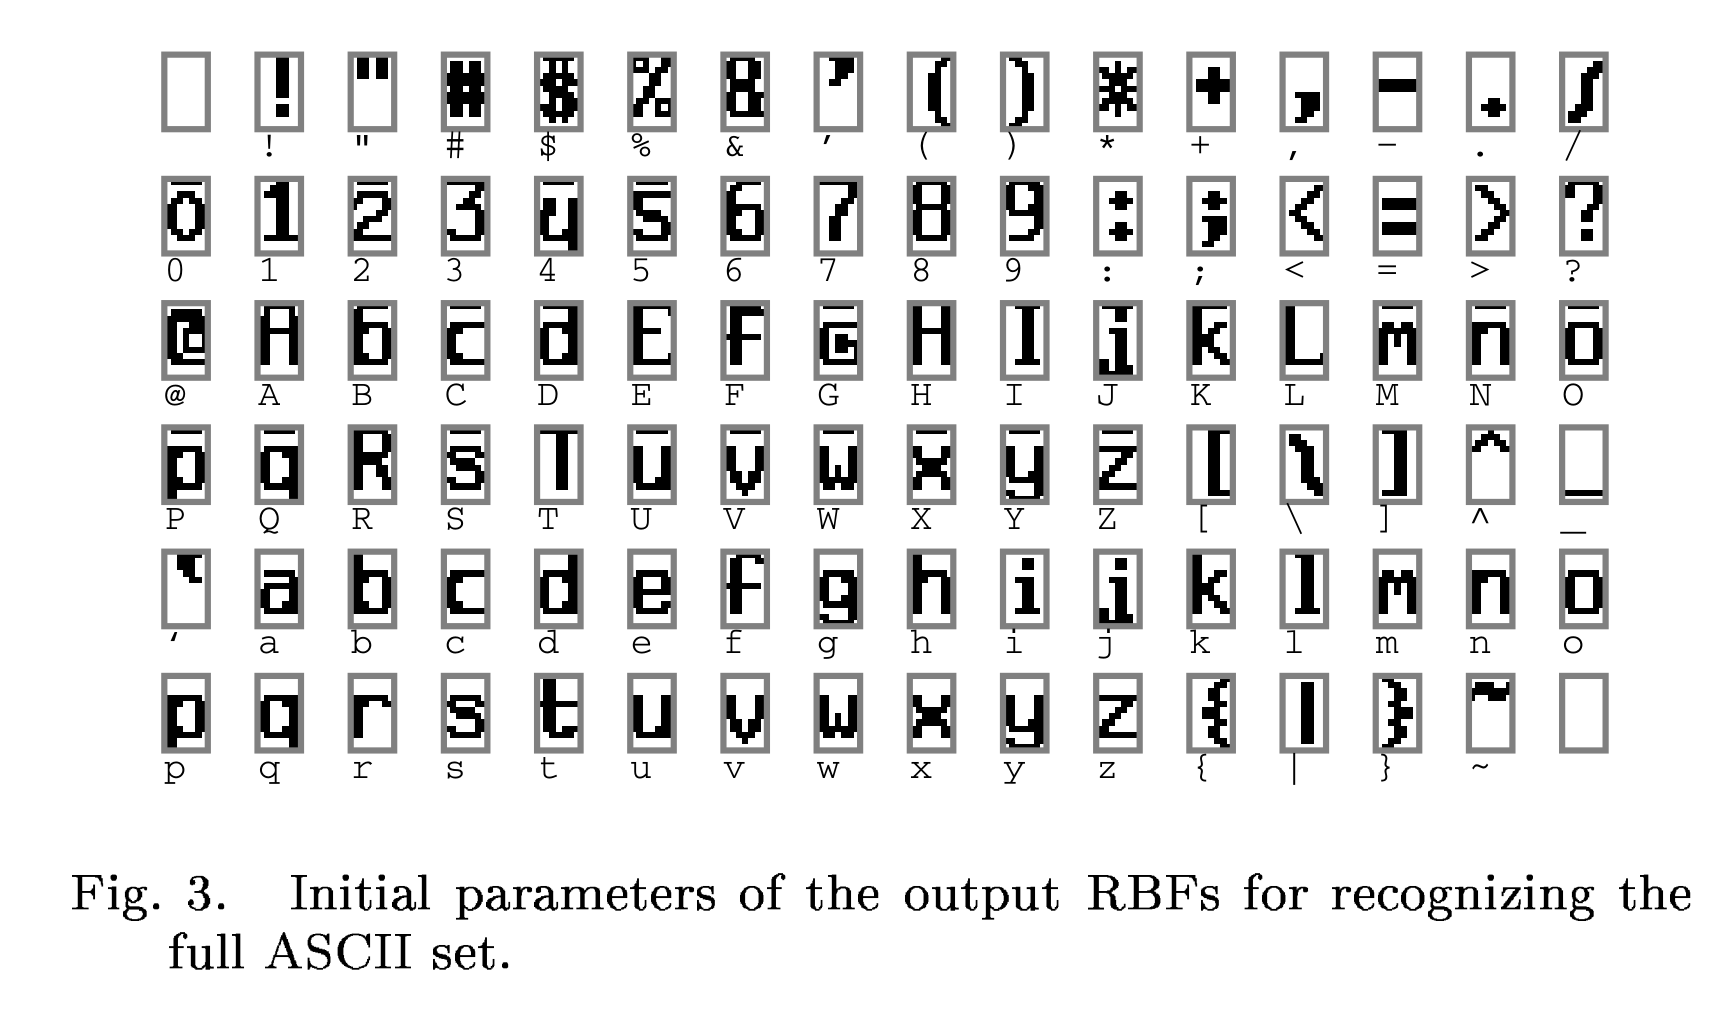 ! " # $ % & ’ ( ) * + , − . /
0 1 2 3 4 5 6 7 8 9 : ; < = > ?
@ A B C D E F G H I J K L M N O
P Q R S T U V W X Y Z [ \ ] ^ _
‘ a b c d e f g h i j k l m n o
p q r s t u v w x y z { | } ~
Fig. 3. Initial parameters of the output RBFs for recognizing the
full ASCII set.